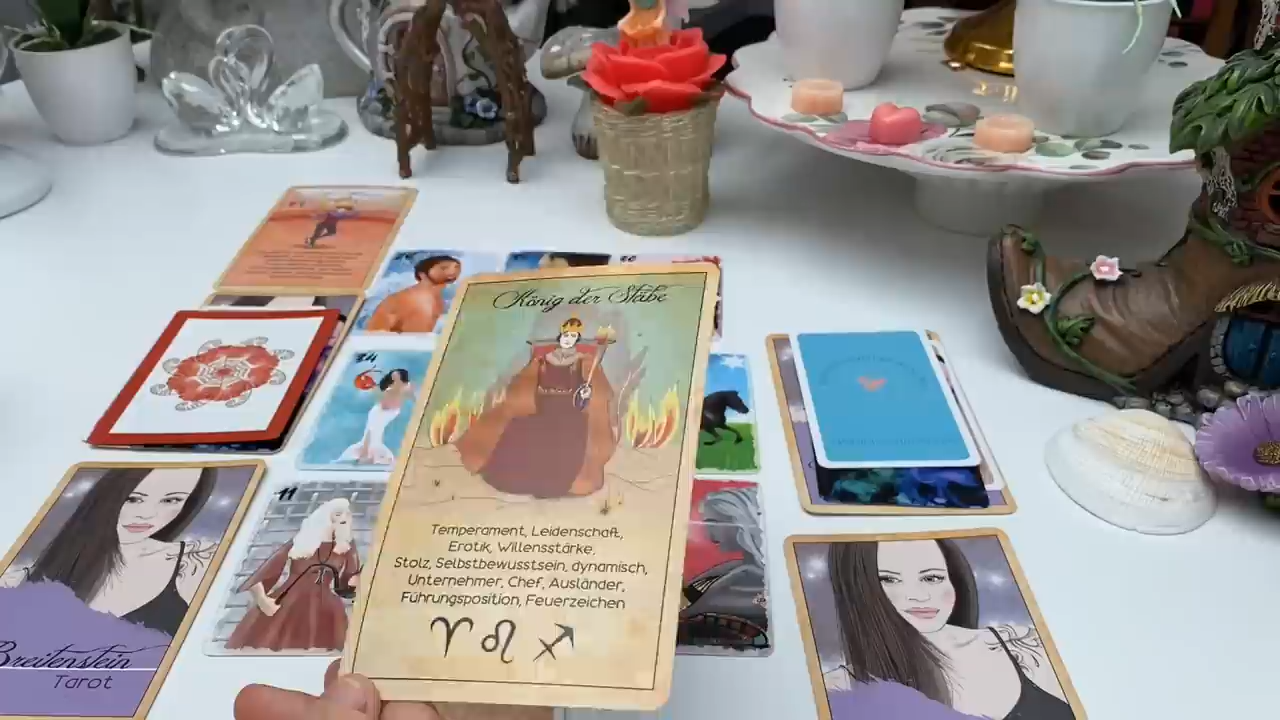 König der Stäbe
Temperament, Leidenschaft,
Erotik, Willensstärke,
Stolz, Selbstbewusstsein, dynamisch,
Unternehmer, Chef, Ausländer,
Führungsposition, Feuerzeichen
♈ ♌ ♐
34
11
Breitenstein
Tarot